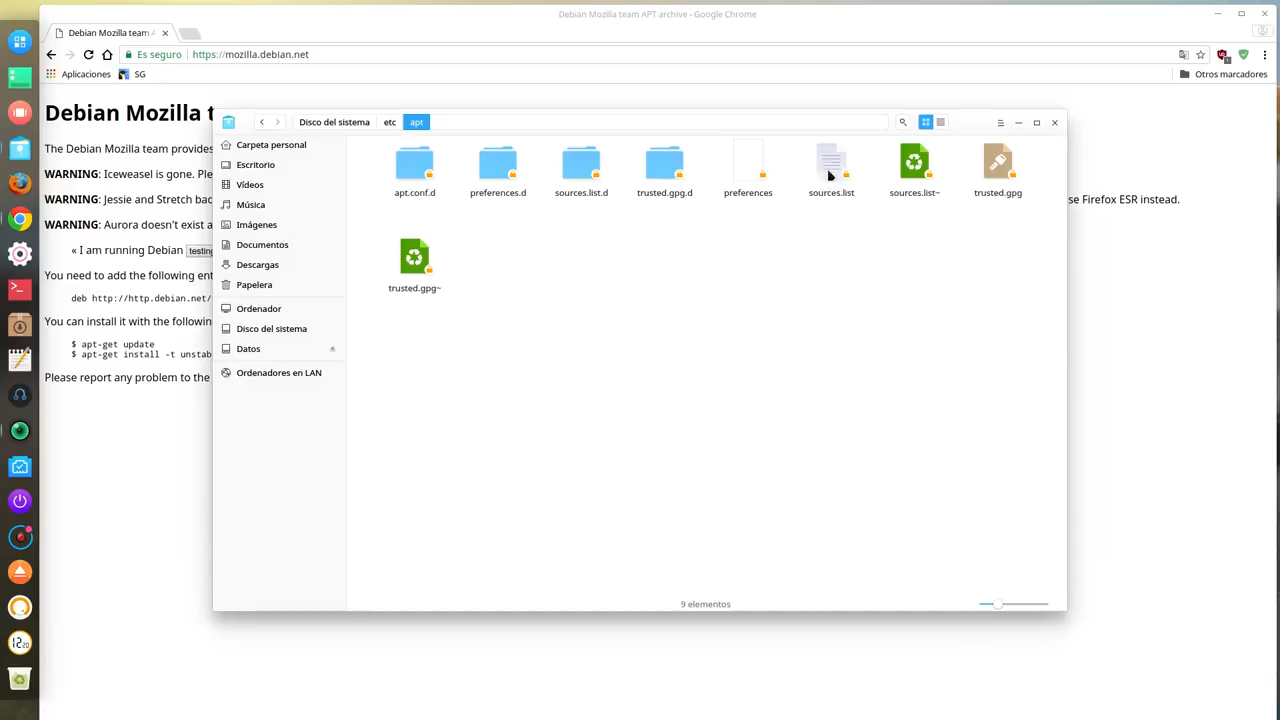 Debian Mozilla team APT archive - Google Chrome
Debian Mozilla team A
Es seguro https://mozilla.debian.net
Aplicaciones SG Otros marcadores
Debian Mozilla t
The Debian Mozilla team provides
WARNING: Iceweasel is gone. Ple
WARNING: Jessie and Stretch bac se Firefox ESR instead.
WARNING: Aurora doesn't exist a
« I am running Debian testing
You need to add the following ent
deb http://http.debian.net/
You can install it with the followin
$ apt-get update
$ apt-get install -t unstab
Please report any problem to the
Disco del sistema etc apt
Carpeta personal
Escritorio
Vídeos
Música
Imágenes
Documentos
Descargas
Papelera
Ordenador
Disco del sistema
Datos
Ordenadores en LAN
apt.conf.d preferences.d sources.list.d trusted.gpg.d preferences sources.list sources.list~ trusted.gpg
trusted.gpg~
9 elementos